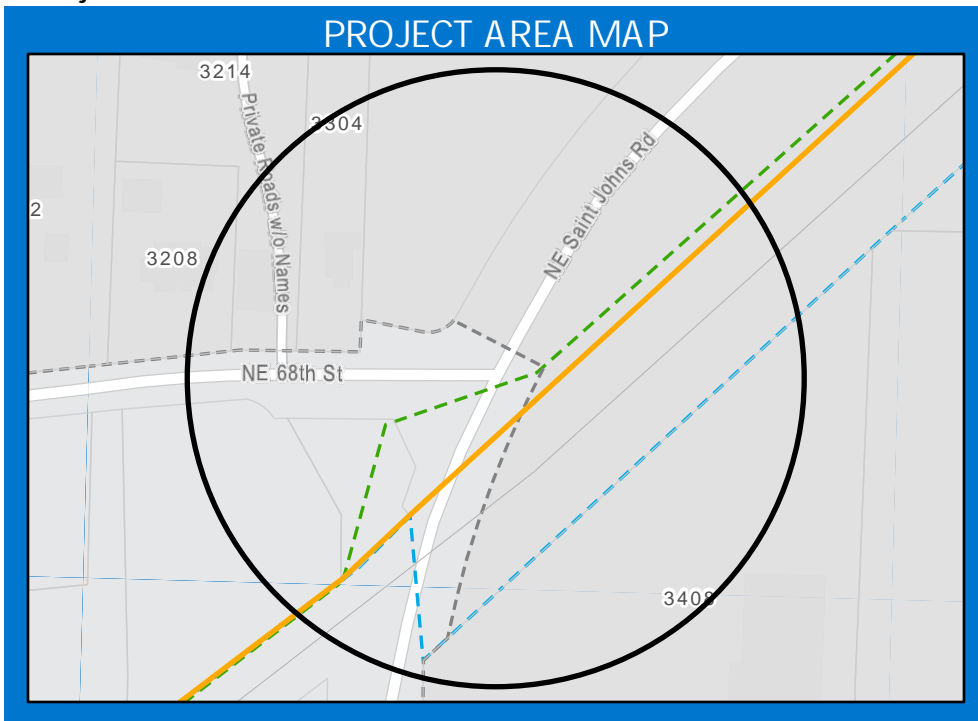 PROJECT AREA MAP
3214
3304
Private Roads w/o Names
NE Saint Johns Rd
2
3208
NE 68th St
3408